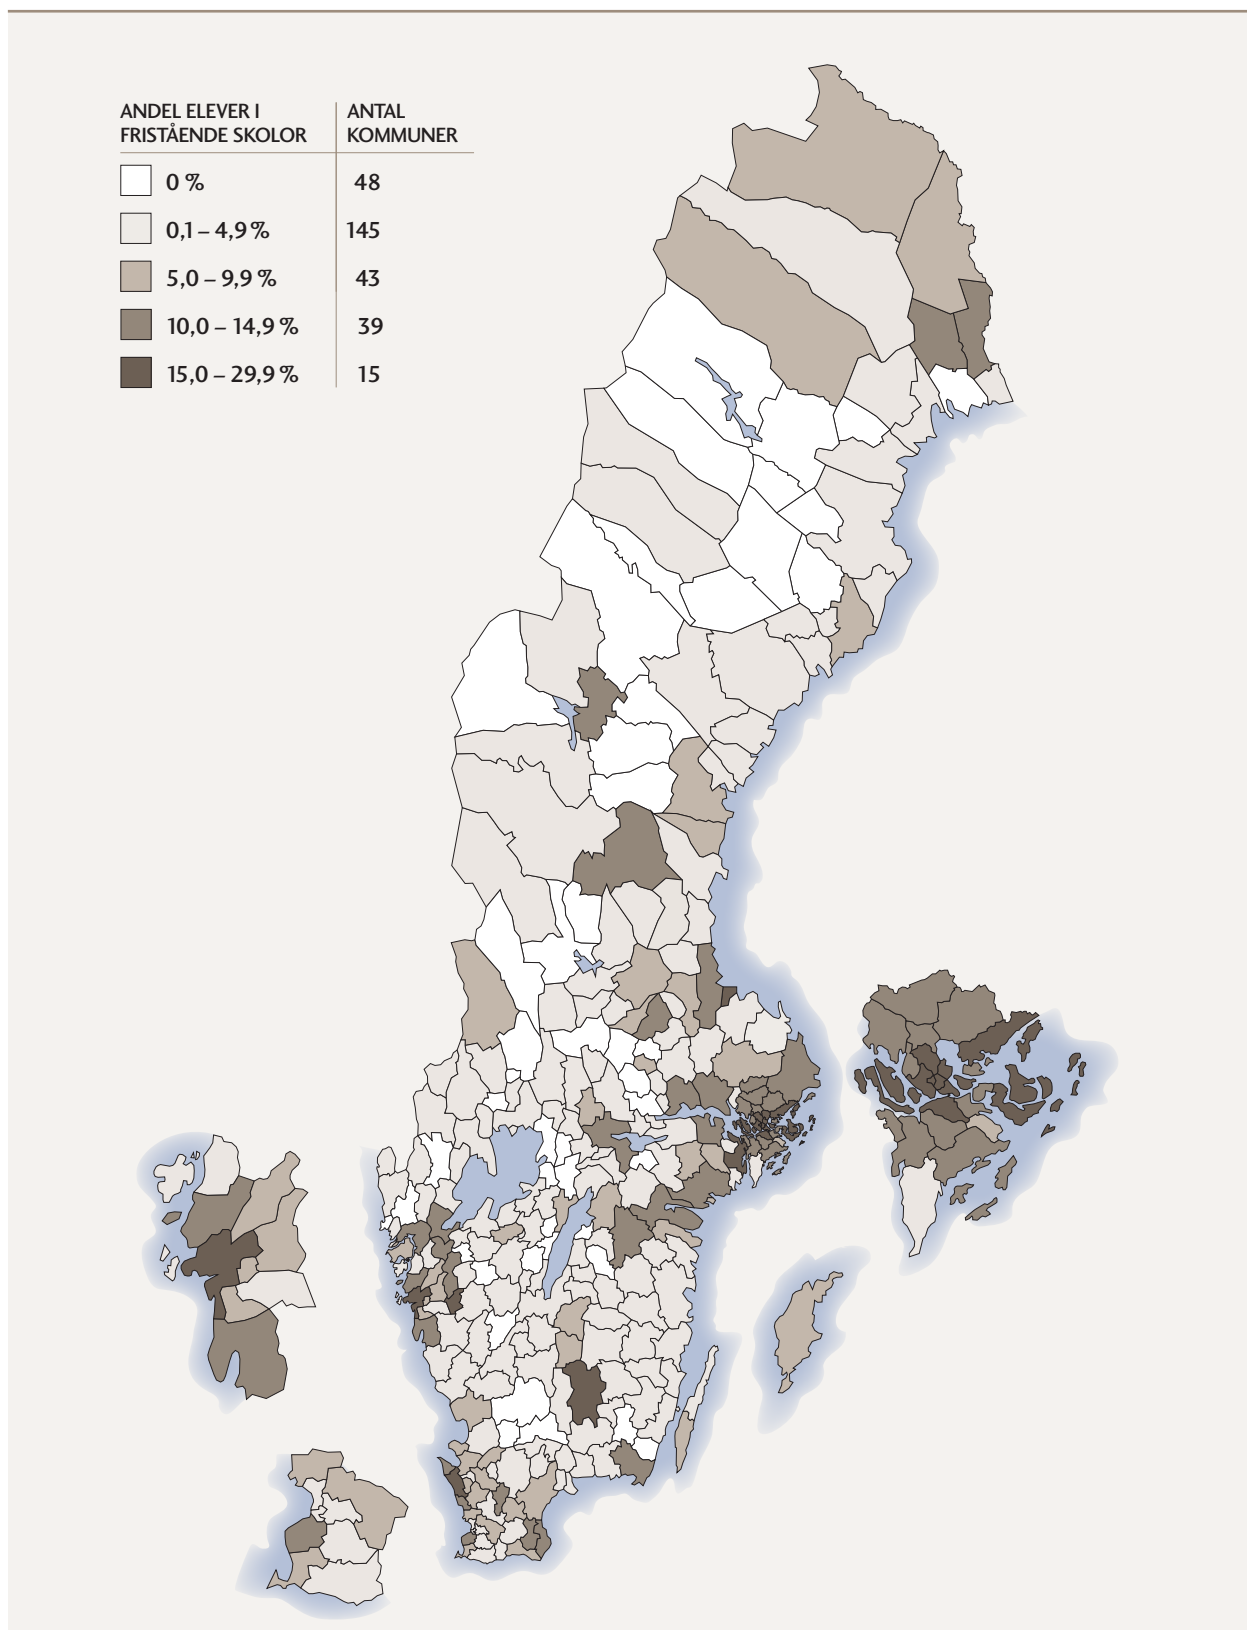 ANDEL ELEVER I
FRISTÅENDE SKOLOR
ANTAL
KOMMUNER
0 % 48
0,1 – 4,9 % 145
5,0 – 9,9 % 43
10,0 – 14,9 % 39
15,0 – 29,9 % 15